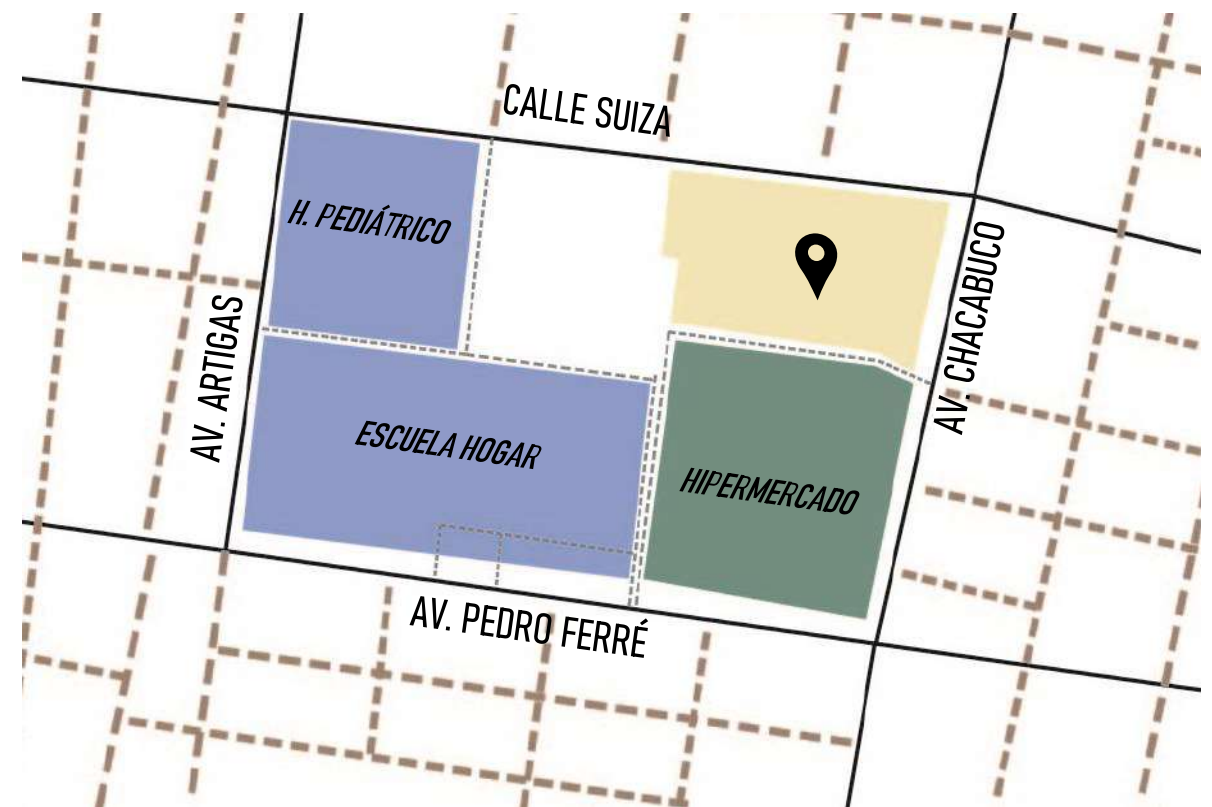 CALLE SUIZA
H. PEDIÁTRICO
AV. CHACABUCO
AV. ARTIGAS
ESCUELA HOGAR
HIPERMERCADO
AV. PEDRO FERRÉ